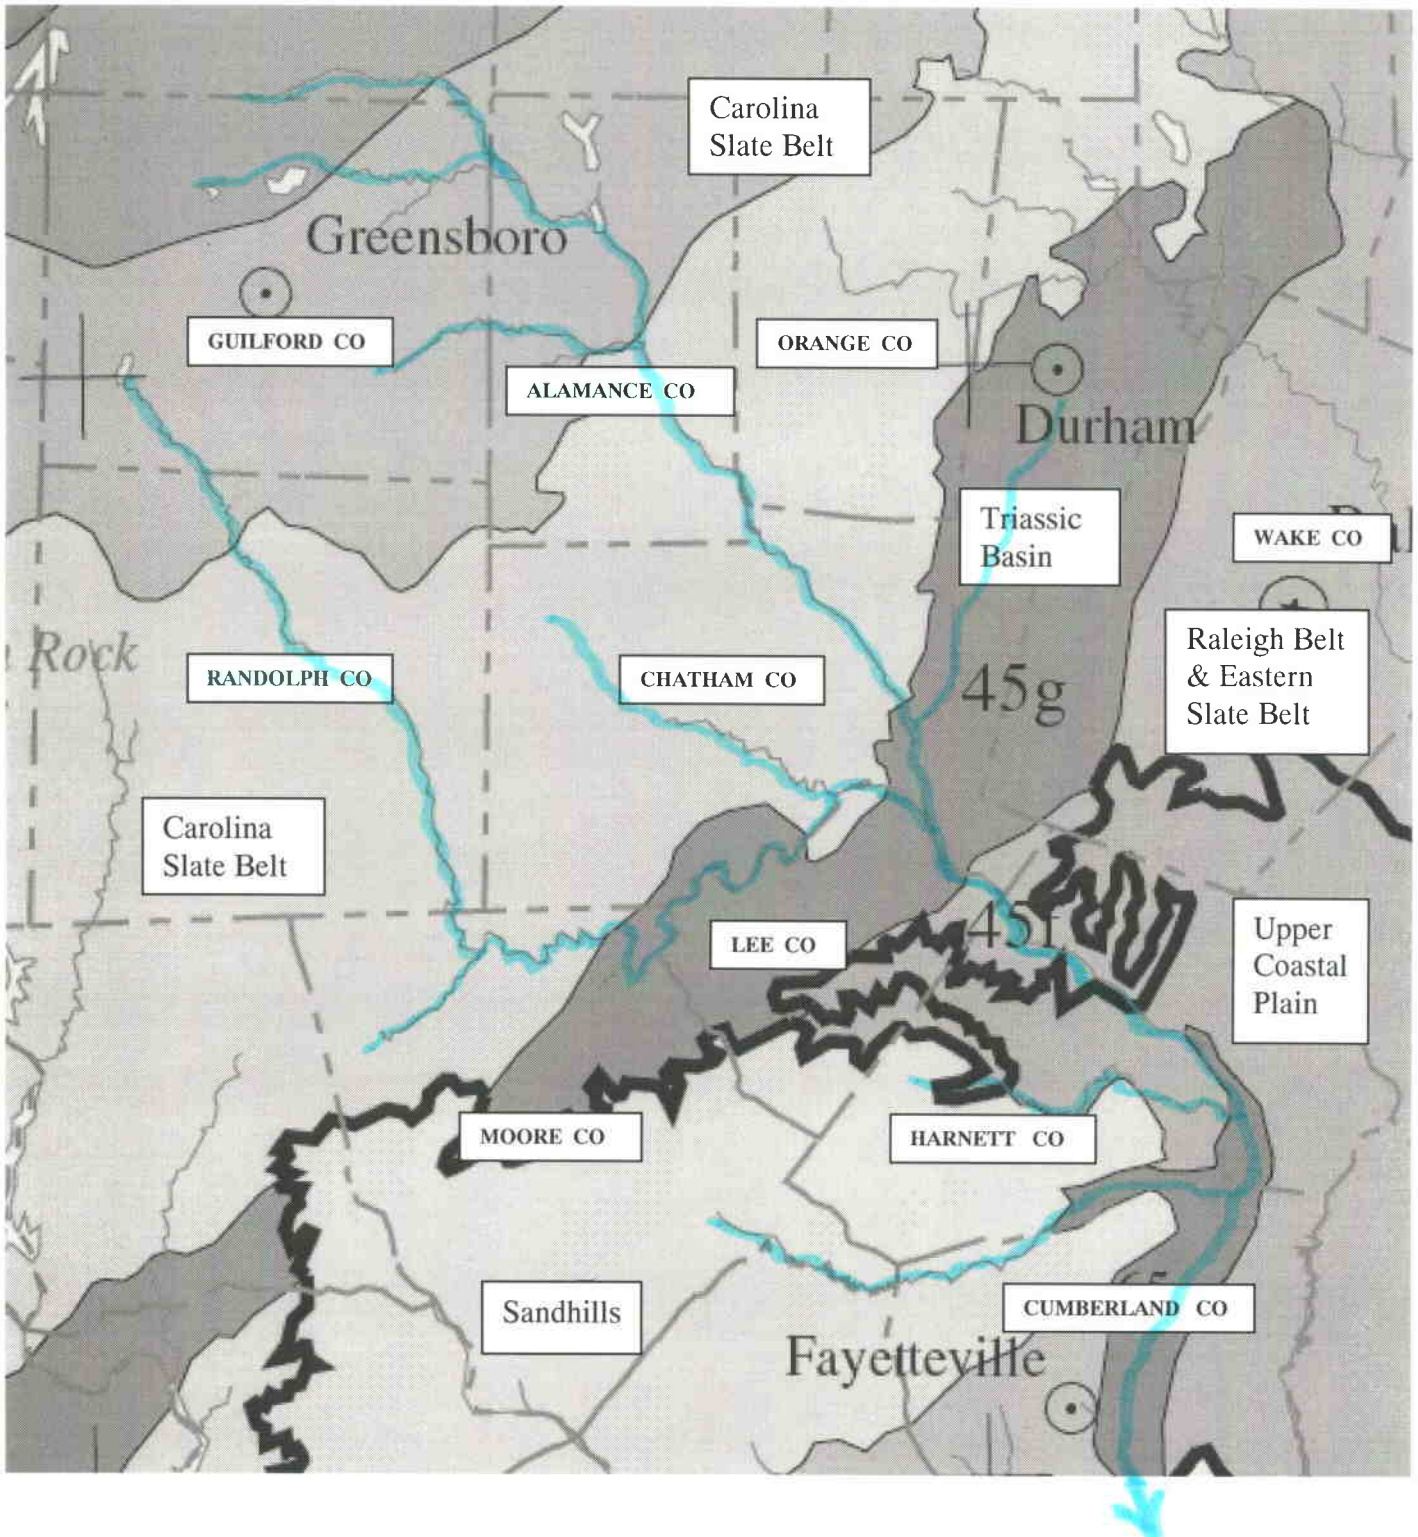 Carolina
Slate Belt
Greensboro
GUILFORD CO
ORANGE CO
ALAMANCE CO
Durham
Triassic
Basin
WAKE CO
Rock
RANDOLPH CO
CHATHAM CO
45g
Raleigh Belt
& Eastern
Slate Belt
Carolina
Slate Belt
LEE CO
45f
Upper
Coastal
Plain
MOORE CO
HARNETT CO
Sandhills
CUMBERLAND CO
Fayetteville